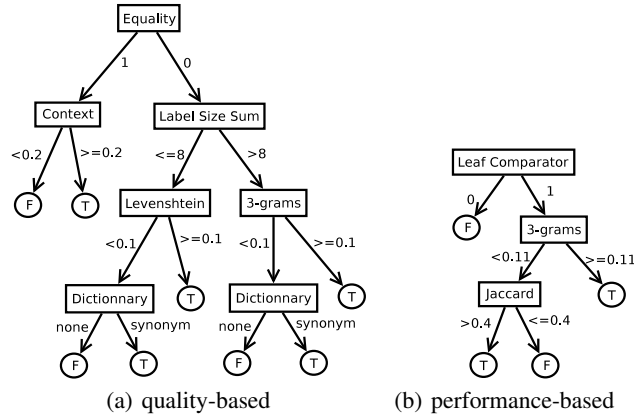 Equality
1
0
Context
Label Size Sum
<0.2
>=0.2
<=8
>8
Leaf Comparator
F
T
Levenshtein
3-grams
0
1
F
3-grams
<0.1
>=0.1
<0.1
>=0.1
<0.11
>=0.11
Dictionnary
T
Dictionnary
T
Jaccard
T
none
synonym
none
synonym
>0.4
<=0.4
F
T
F
T
T
F
(a) quality-based
(b) performance-based